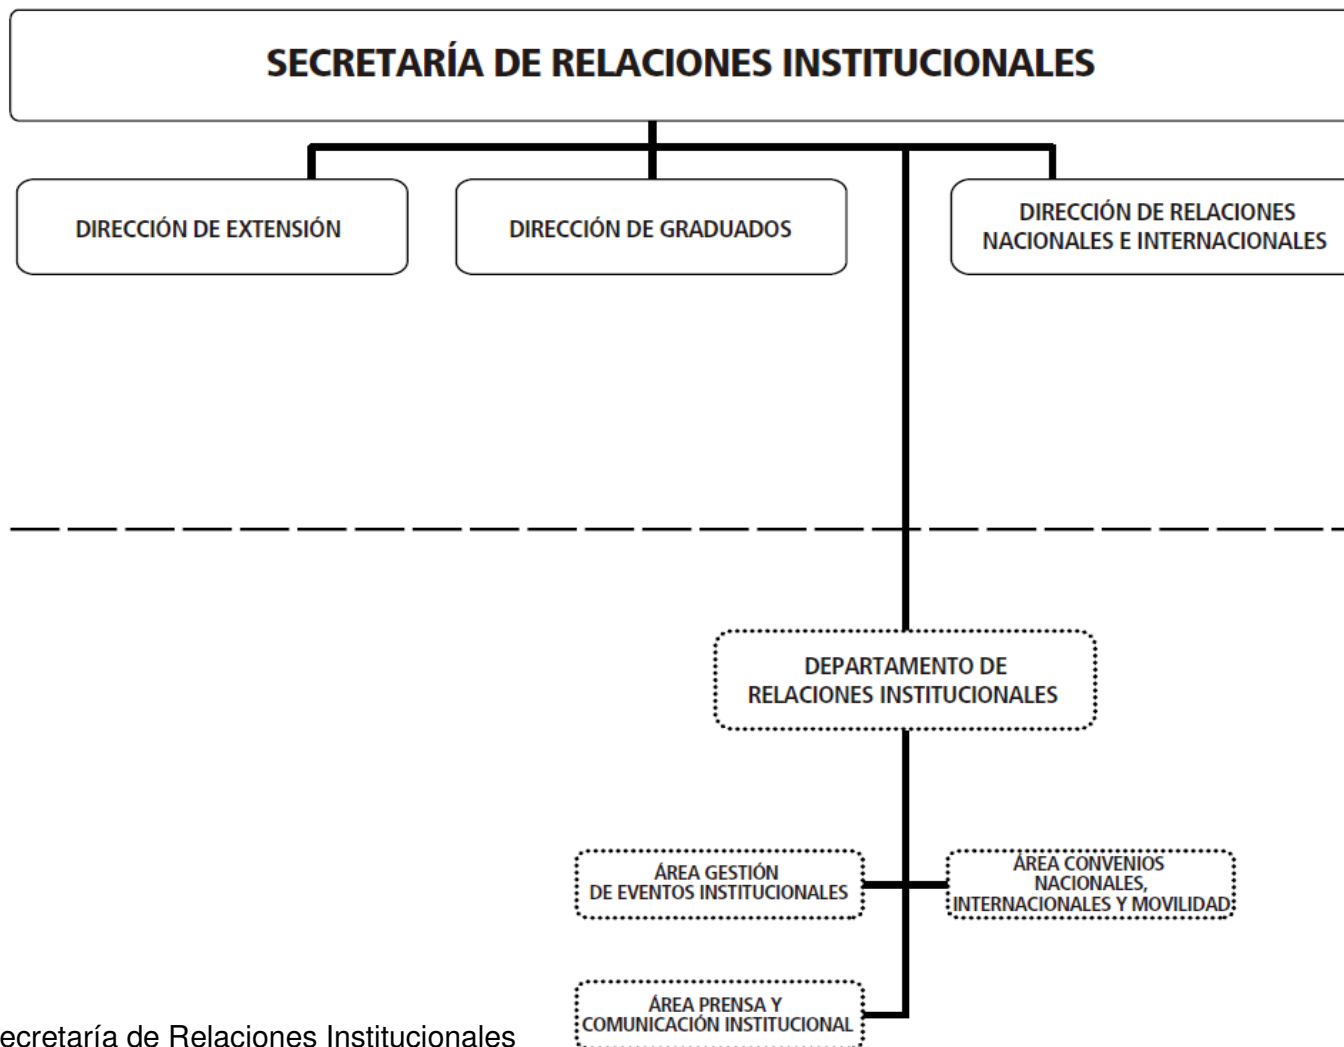 SECRETARÍA DE RELACIONES INSTITUCIONALES
DIRECCIÓN DE EXTENSIÓN
DIRECCIÓN DE GRADUADOS
DIRECCIÓN DE RELACIONES
NACIONALES E INTERNACIONALES
DEPARTAMENTO DE
RELACIONES INSTITUCIONALES
ÁREA GESTIÓN
DE EVENTOS INSTITUCIONALES
ÁREA CONVENIOS
NACIONALES,
INTERNACIONALES Y MOVILIDAD
ÁREA PRENSA Y
COMUNICACIÓN INSTITUCIONAL
ecretaría de Relaciones Institucionales